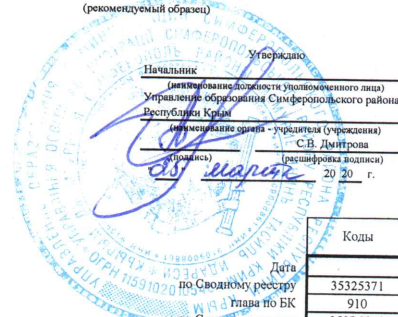 (рекомендуемый образец)
Утверждаю
Начальник
(наименование должности уполномоченного лица)
Управление образования Симферопольского района
Республики Крым
(наименование органа - учредителя (учреждения)
С.В. Дмитрова
(подпись) (расшифровка подписи)
25 марта 20 20 г.
Коды
Дата
по Сводному реестру 35325371
глава по БК 910